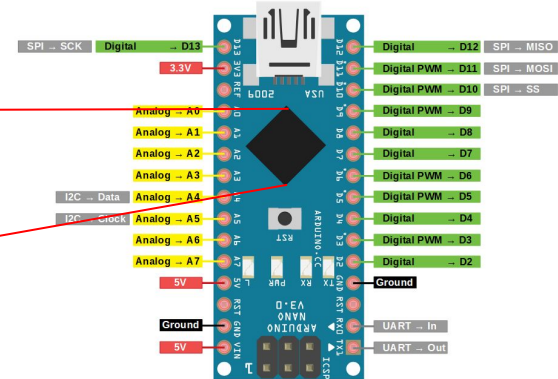 SPI → SCK Digital → D13
3.3V
Analog → A0
Analog → A1
Analog → A2
Analog → A3
I2C → Data Analog → A4
I2C → Clock Analog → A5
Analog → A6
Analog → A7
5V
Ground
5V
D13
3V3
REF
A0
A1
A2
A3
A4
A5
A6
A7
5V
RST
GND
VIN
USA
2009
RST
ARDUINO.CC
L
PWR
RX
TX
ARDUINO
NANO
V3.0
ICSP
1
D12
D11
D10
D9
D8
D7
D6
D5
D4
D3
D2
GND
RST
RX0
TX1
Digital → D12 SPI → MISO
Digital PWM → D11 SPI → MOSI
Digital PWM → D10 SPI → SS
Digital PWM → D9
Digital → D8
Digital → D7
Digital PWM → D6
Digital PWM → D5
Digital → D4
Digital PWM → D3
Digital → D2
Ground
UART → In
UART → Out